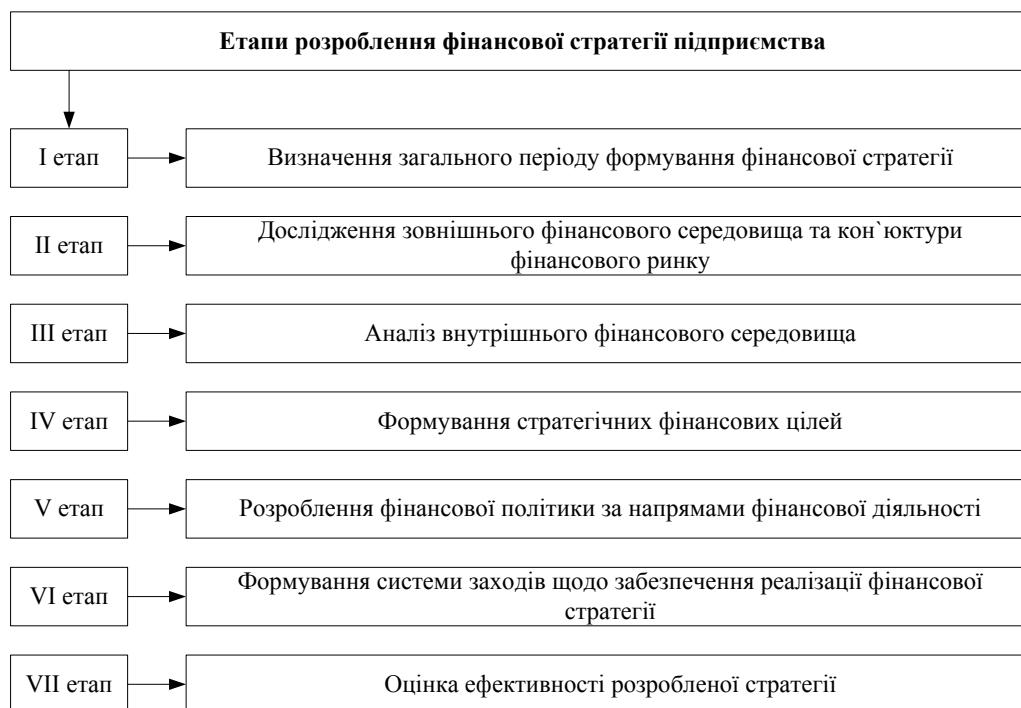 Етапи розроблення фінансової стратегії підприємства
I етап
Визначення загального періоду формування фінансової стратегії
II етап
Дослідження зовнішнього фінансового середовища та кон`юктури
фінансового ринку
III етап
Аналіз внутрішнього фінансового середовища
IV етап
Формування стратегічних фінансових цілей
V етап
Розроблення фінансової політики за напрямами фінансової діяльності
VI етап
Формування системи заходів щодо забезпечення реалізації фінансової
стратегії
VII етап
Оцінка ефективності розробленої стратегії